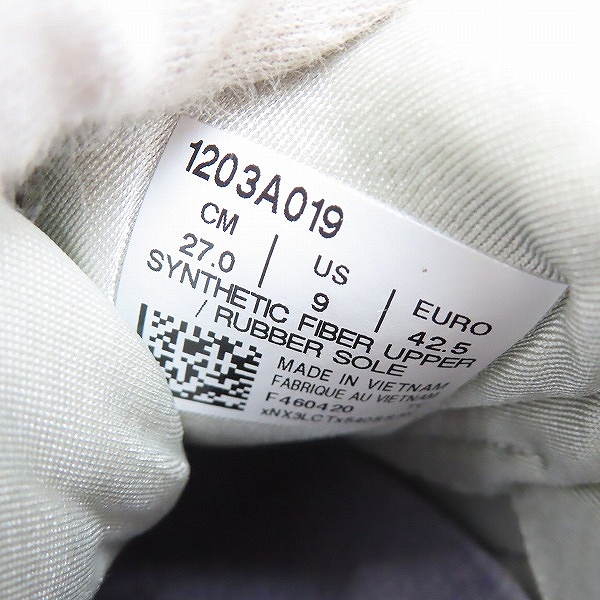 1203A019
CM | US | EURO
27.0 | 9 | 42.5
SYNTHETIC FIBER UPPER
/ RUBBER SOLE
MADE IN VIETNAM
FABRIQUE AU VIETNAM
F460420